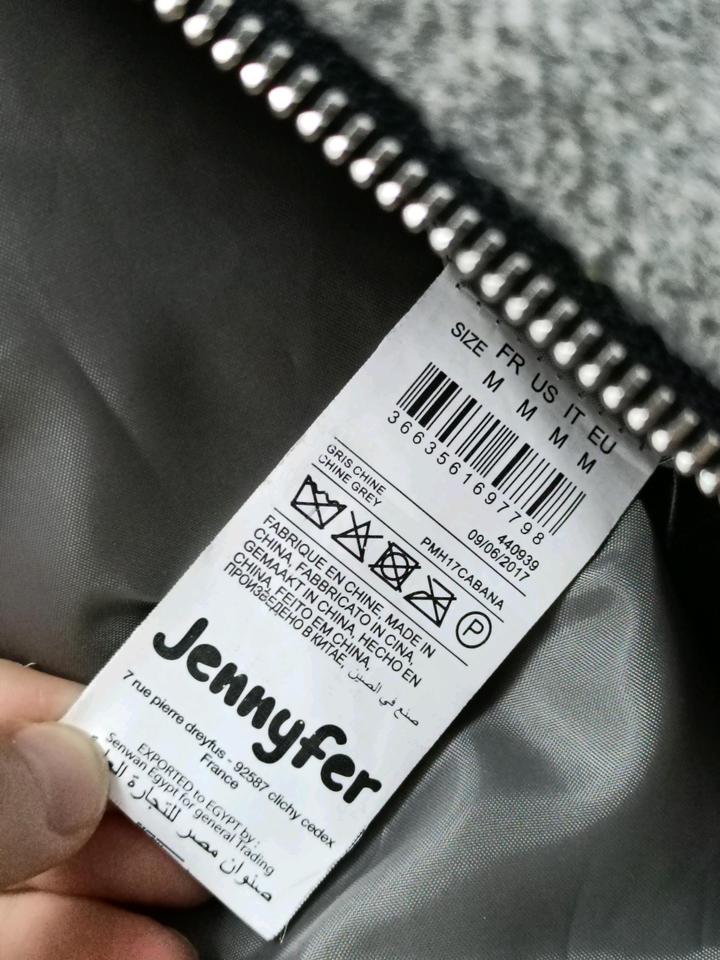 SIZE FR US IT EU
M M M M
3663561697798
GRIS CHINE
CHINE GREY
440939
09/06/2017
PMH17CABANA
P
FABRIQUE EN CHINE, MADE IN
CHINA, FABBRICATO IN CINA,
GEMAAKT IN CHINA, HECHO EN
CHINA, FEITO EM CHINA,
ПРОИЗВЕДЕНО В КИТАЕ, صنع في الصين
Jennyfer
7 rue pierre dreyfus - 92587 clichy cedex
France
EXPORTED to EGYPT by :
Senwan Egypt for general Trading
صنوان مصر للتجارة